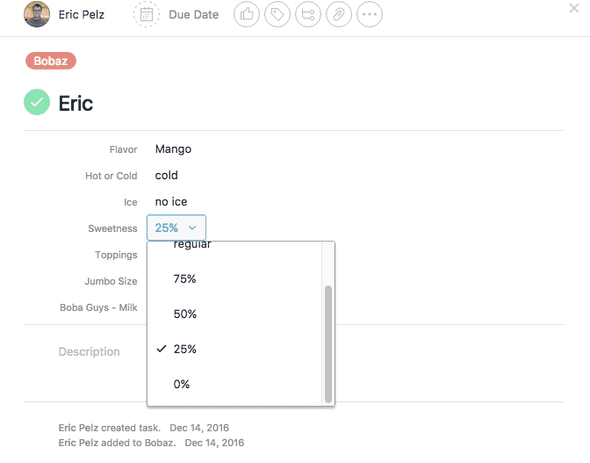 Eric Pelz Due Date
Bobaz
Eric
Flavor Mango
Hot or Cold cold
Ice no ice
Sweetness 25%
regular
Toppings
75%
Jumbo Size
Boba Guys - Milk
50%
Description
25%
0%
Eric Pelz created task. Dec 14, 2016
Eric Pelz added to Bobaz. Dec 14, 2016